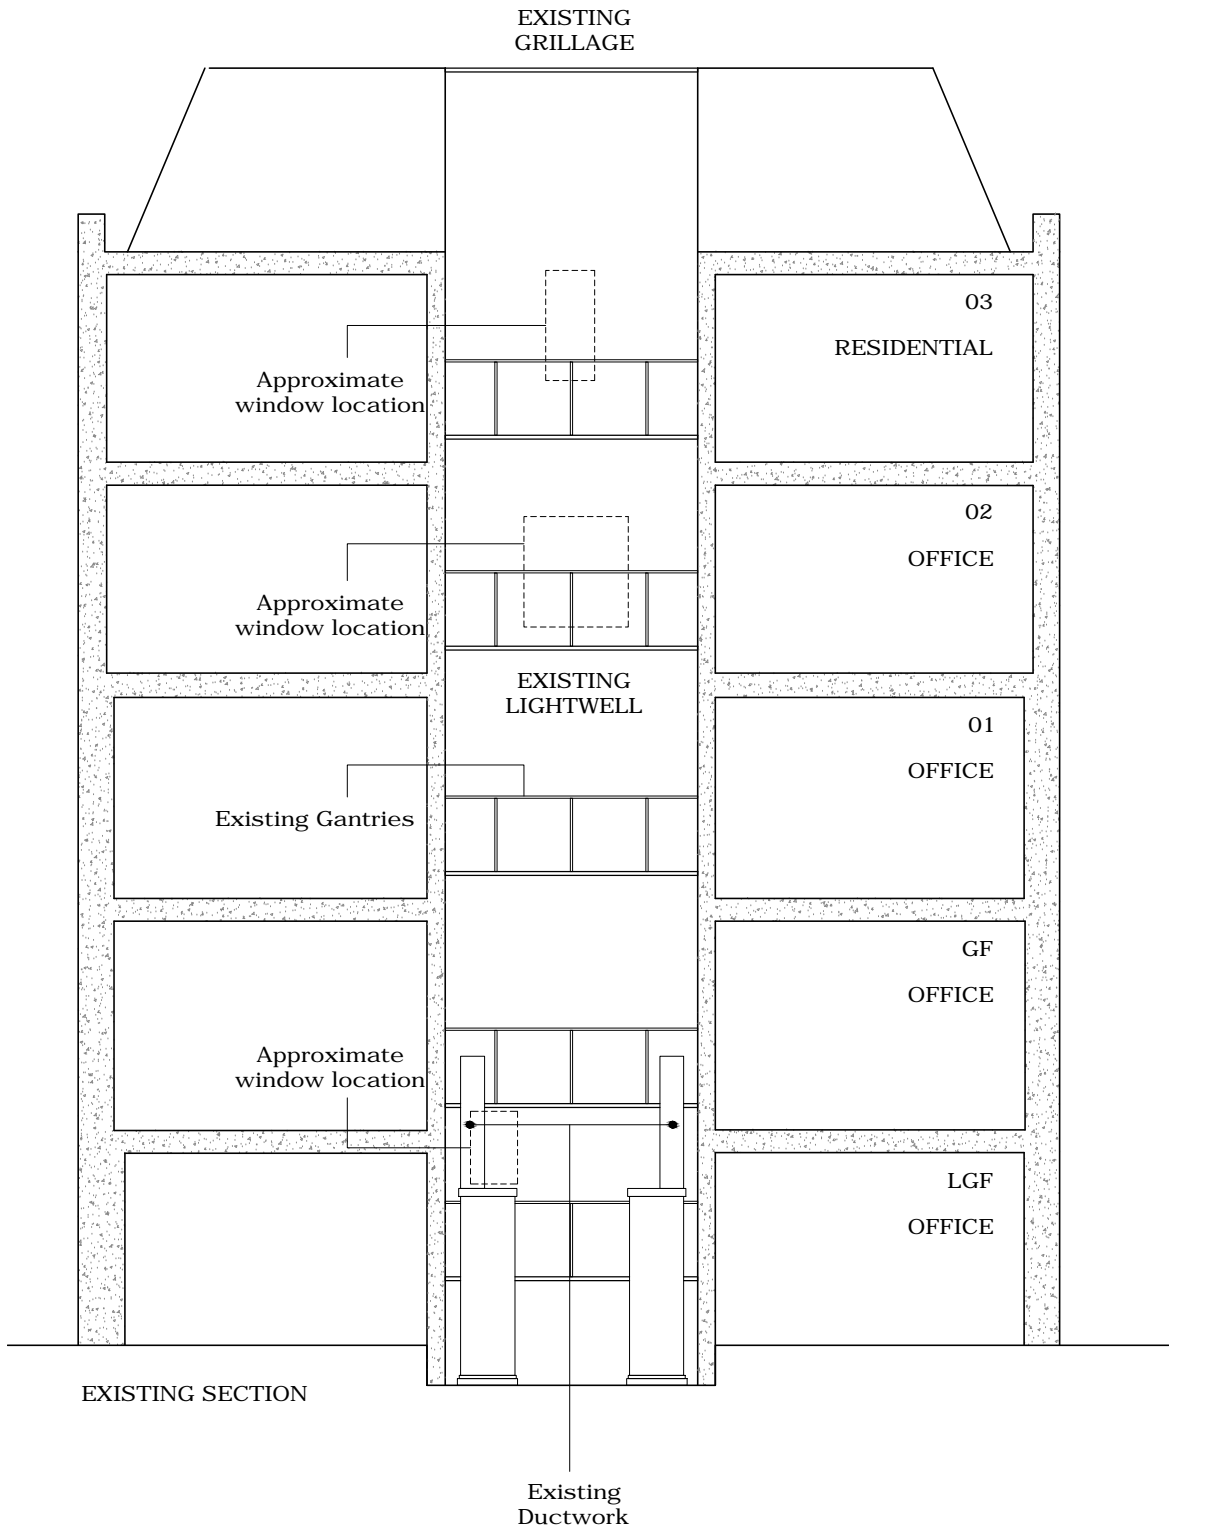 EXISTING
GRILLAGE
03
RESIDENTIAL
Approximate
window location
02
OFFICE
Approximate
window location
EXISTING
LIGHTWELL
01
OFFICE
Existing Gantries
GF
OFFICE
Approximate
window location
LGF
OFFICE
EXISTING SECTION
Existing
Ductwork